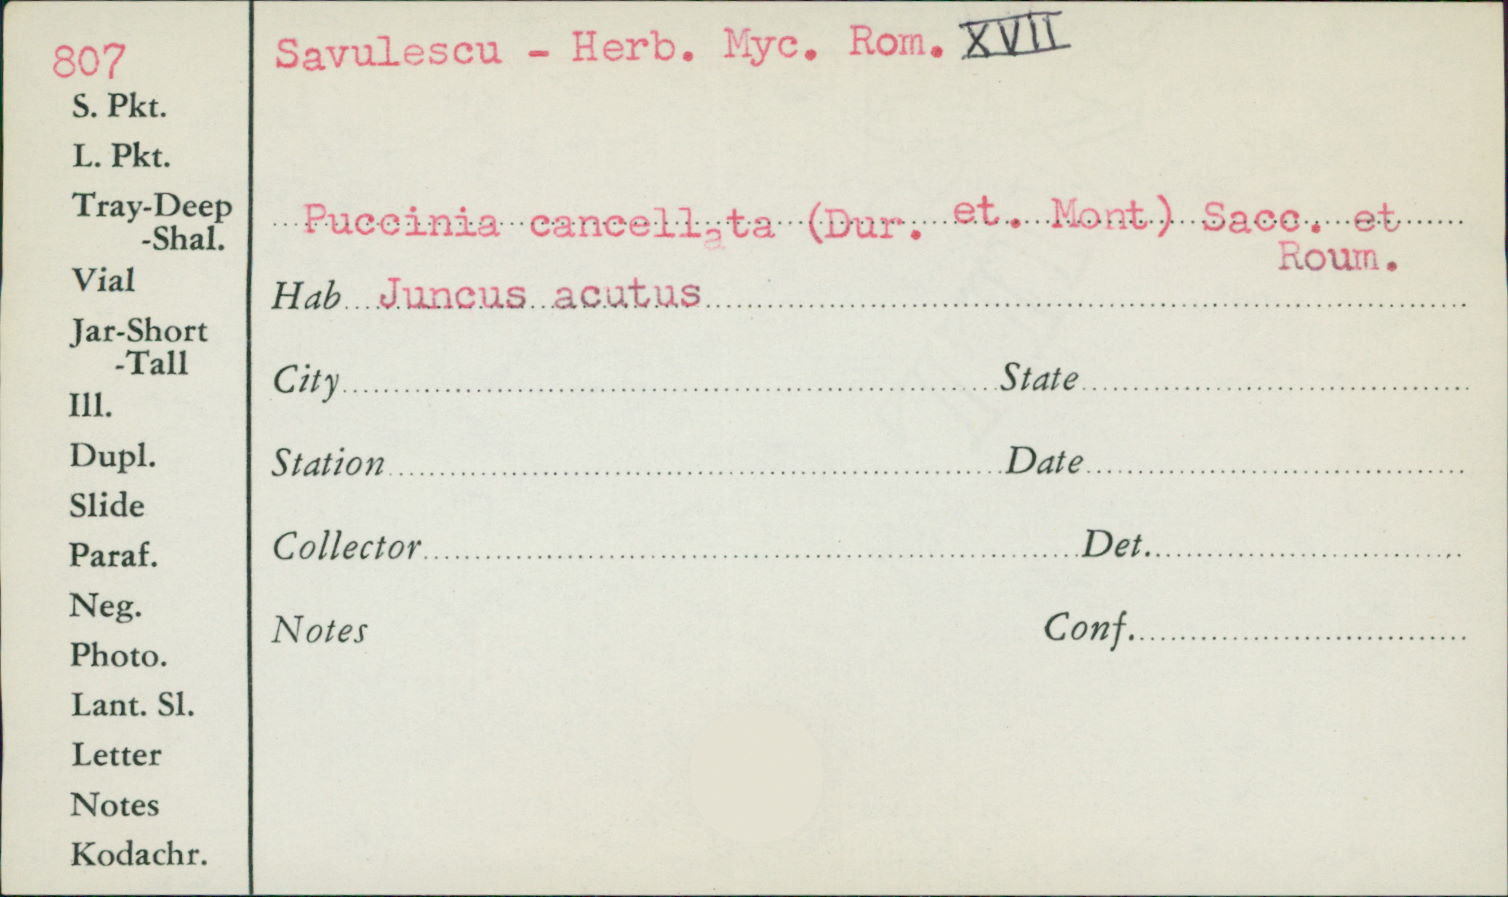 807
S. Pkt.
L. Pkt.
Tray-Deep
-Shal.
Vial
Jar-Short
-Tall
Ill.
Dupl.
Slide
Paraf.
Neg.
Photo.
Lant. Sl.
Letter
Notes
Kodachr.
Savulescu - Herb. Myc. Rom. XVII
Puccinia cancellata (Dur. et. Mont) Sacc. et
Roum.
Hab Juncus acutus
City State
Station Date
Collector Det.
Notes Conf.